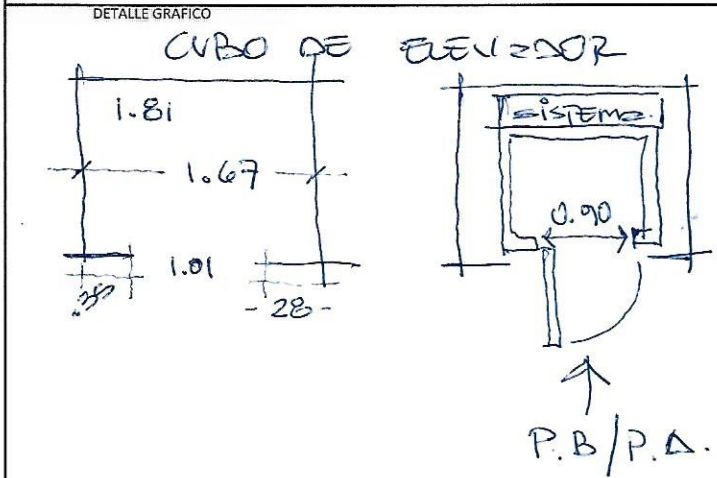 DETALLE GRAFICO
CUBO DE ELEVADOR
1.81
1.67
1.01
- 28 -
SISTEMA.
0.90
P.B/P.A.